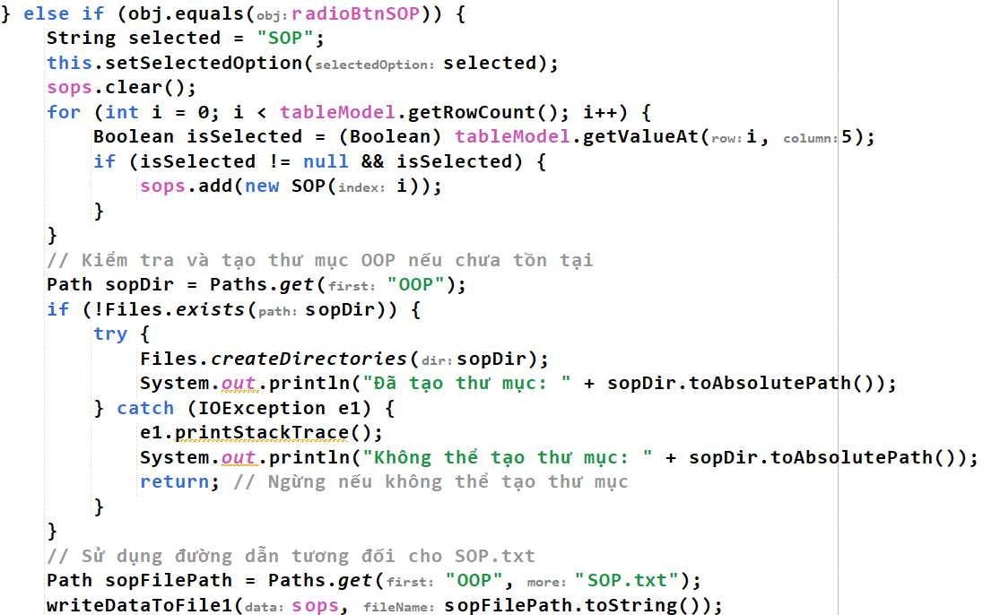 } else if (obj.equals(obj:radioBtnSOP)) {
    String selected = "SOP";
    this.setSelectedOption(selectedOption: selected);
    sops.clear();
    for (int i = 0; i < tableModel.getRowCount(); i++) {
        Boolean isSelected = (Boolean) tableModel.getValueAt(row:i, column:5);
        if (isSelected != null && isSelected) {
            sops.add(new SOP(index: i));
        }
    }
    // Kiểm tra và tạo thư mục OOP nếu chưa tồn tại
    Path sopDir = Paths.get(first: "OOP");
    if (!Files.exists(path:sopDir)) {
        try {
            Files.createDirectories(dir:sopDir);
            System.out.println("Đã tạo thư mục: " + sopDir.toAbsolutePath());
        } catch (IOException e1) {
            e1.printStackTrace();
            System.out.println("Không thể tạo thư mục: " + sopDir.toAbsolutePath());
            return; // Ngừng nếu không thể tạo thư mục
        }
    }
    // Sử dụng đường dẫn tương đối cho SOP.txt
    Path sopFilePath = Paths.get(first: "OOP", more: "SOP.txt");
    writeDataToFile1(data: sops, fileName: sopFilePath.toString());